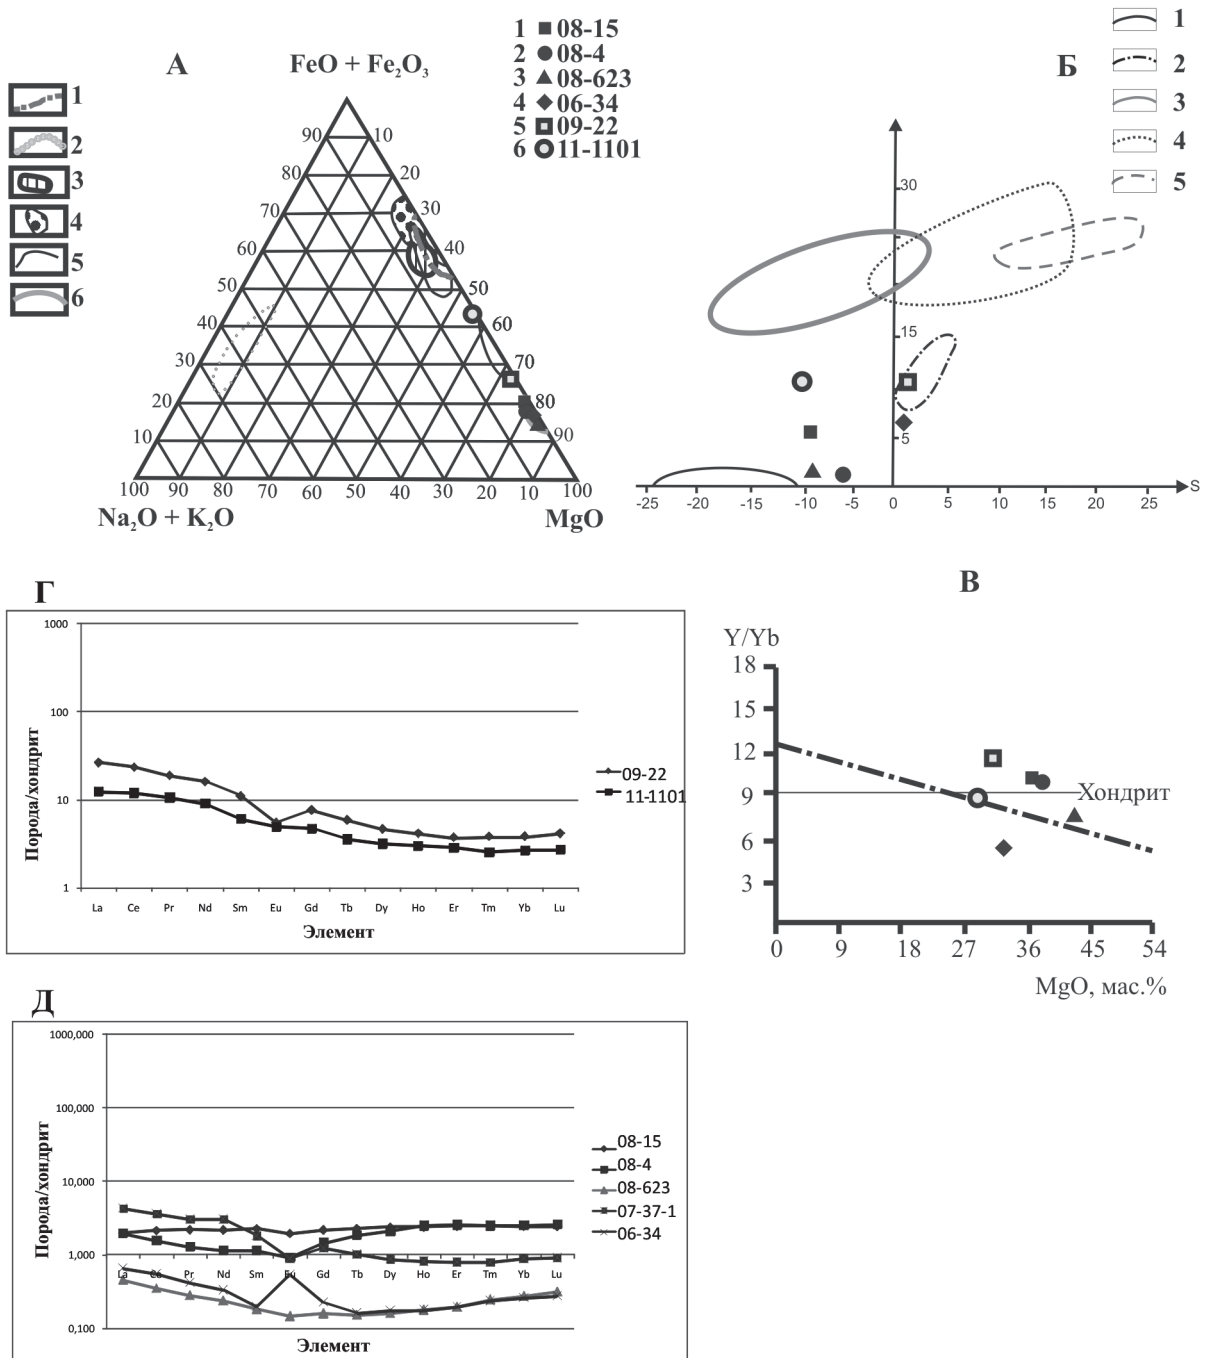 А
FeO + Fe₂O₃
1 08-15
2 08-4
3 08-623
4 06-34
5 09-22
6 11-1101
1
2
3
4
5
6
90 10
80 20
70 30
60 40
50 50
40 60
30 70
20 80
10 90
100 90 80 70 60 50 40 30 20 10 100
Na₂O + K₂O MgO
Б
1
2
3
4
5
30
15
5
-25 -20 -15 -10 -5 0 5 10 15 20 25 S
Г
1000
100
10
1
Порода/хондрит
La Ce Pr Nd Sm Eu Gd Tb Dy Ho Er Tm Yb Lu
Элемент
09-22
11-1101
В
Y/Yb
18
15
12
9
6
3
Хондрит
0 9 18 27 36 45 54
MgO, мас.%
Д
1000,000
100,000
10,000
1,000
0,100
Порода/хондрит
La Ce Pr Nd Sm Eu Gd Tb Dy Ho Er Tm Yb Lu
Элемент
08-15
08-4
08-623
07-37-1
06-34